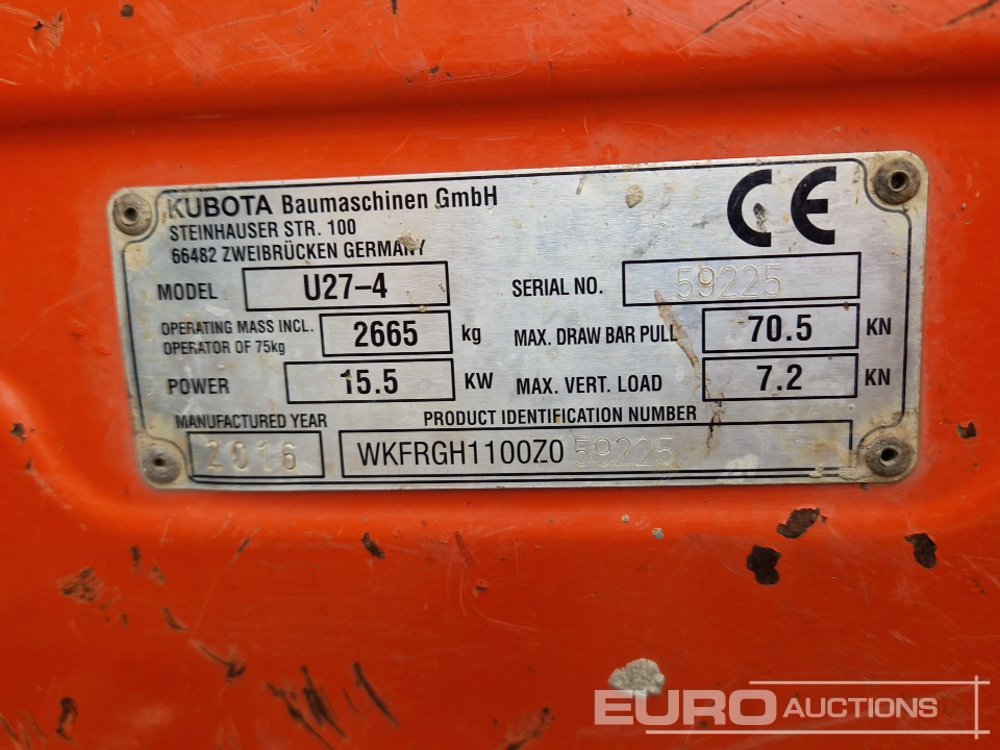 KUBOTA Baumaschinen GmbH
STEINHAUSER STR. 100
66482 ZWEIBRÜCKEN GERMANY
CE
MODEL U27-4 SERIAL NO. 59225
OPERATING MASS INCL. OPERATOR OF 75kg 2665 kg MAX. DRAW BAR PULL 70.5 KN
POWER 15.5 KW MAX. VERT. LOAD 7.2 KN
MANUFACTURED YEAR PRODUCT IDENTIFICATION NUMBER
2016 WKFRGH1100Z059225
EURO AUCTIONS